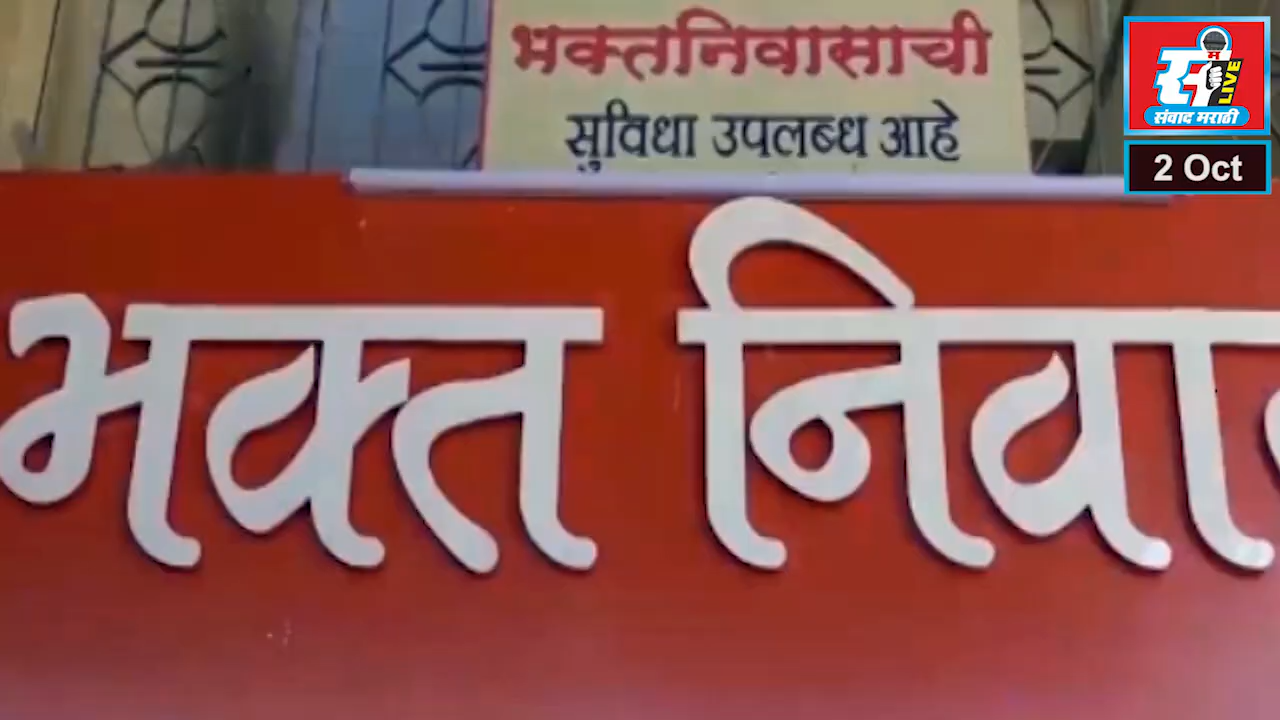 भक्तनिवासाची
सुविधा उपलब्ध आहे
भक्त निवा
स
म
LIVE
संवाद मराठी
2 Oct